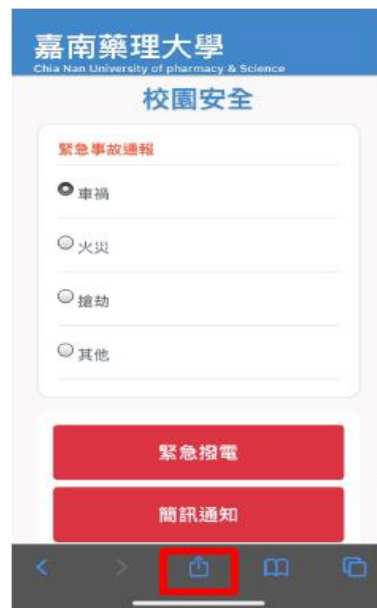 嘉南藥理大學
Chia Nan University of pharmacy & Science
校園安全
緊急事故通報
車禍
火災
搶劫
其他
緊急撥電
簡訊通知